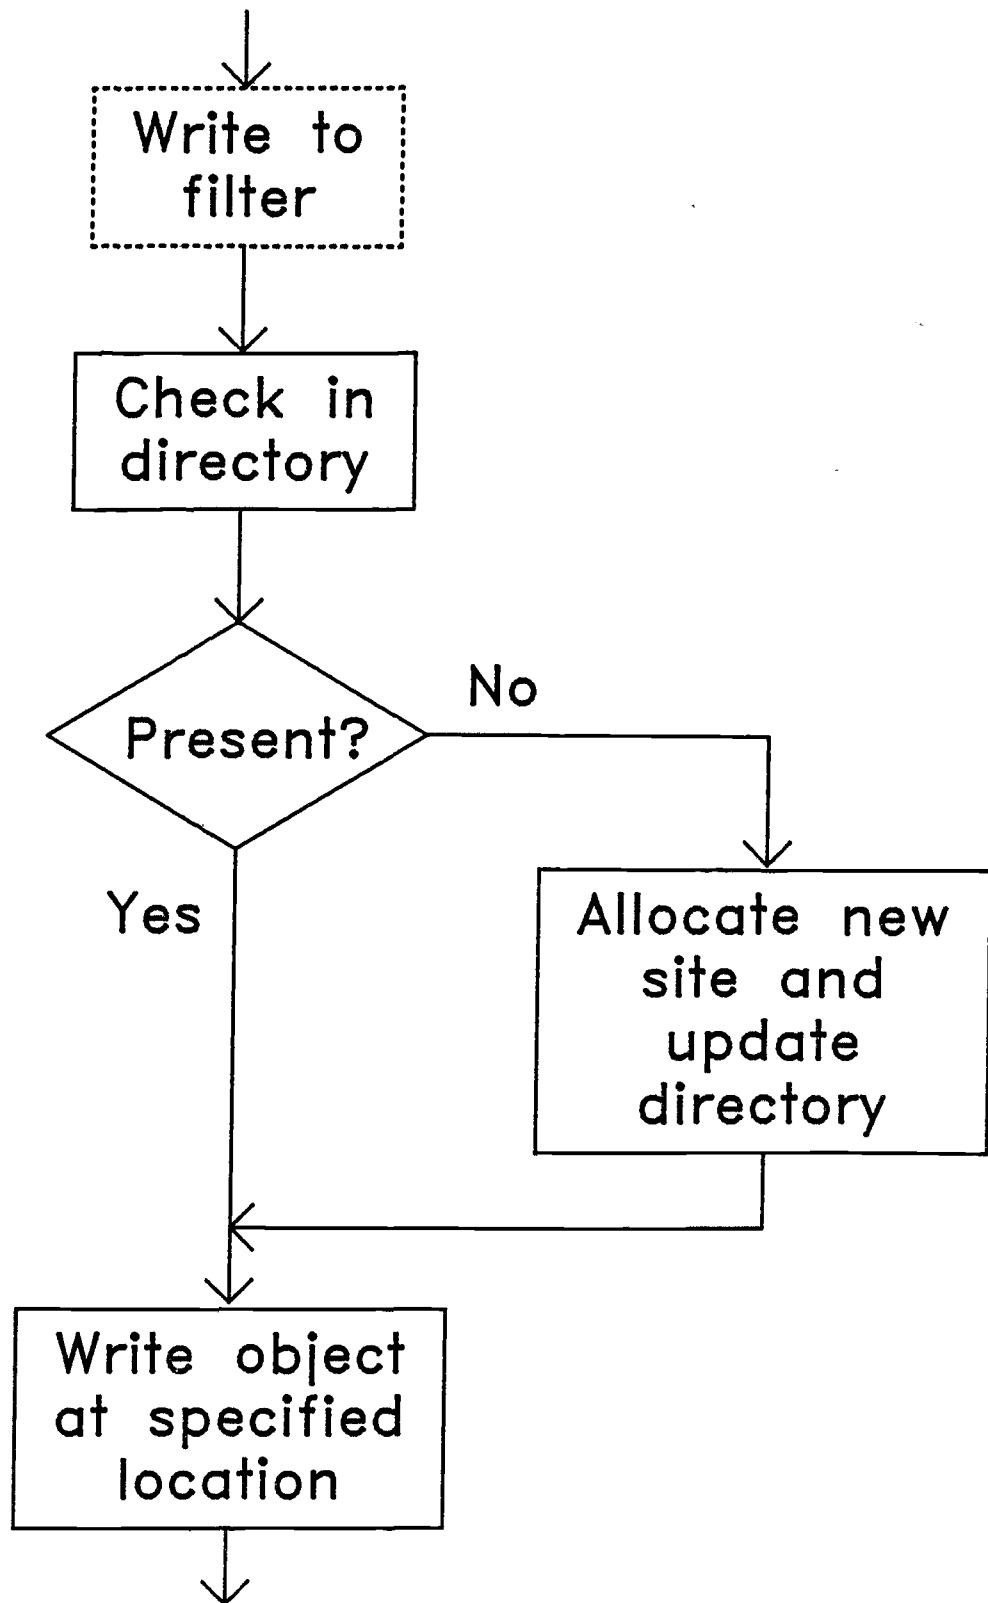 Write to
filter
Check in
directory
Present?
No
Yes
Allocate new
site and
update
directory
Write object
at specified
location